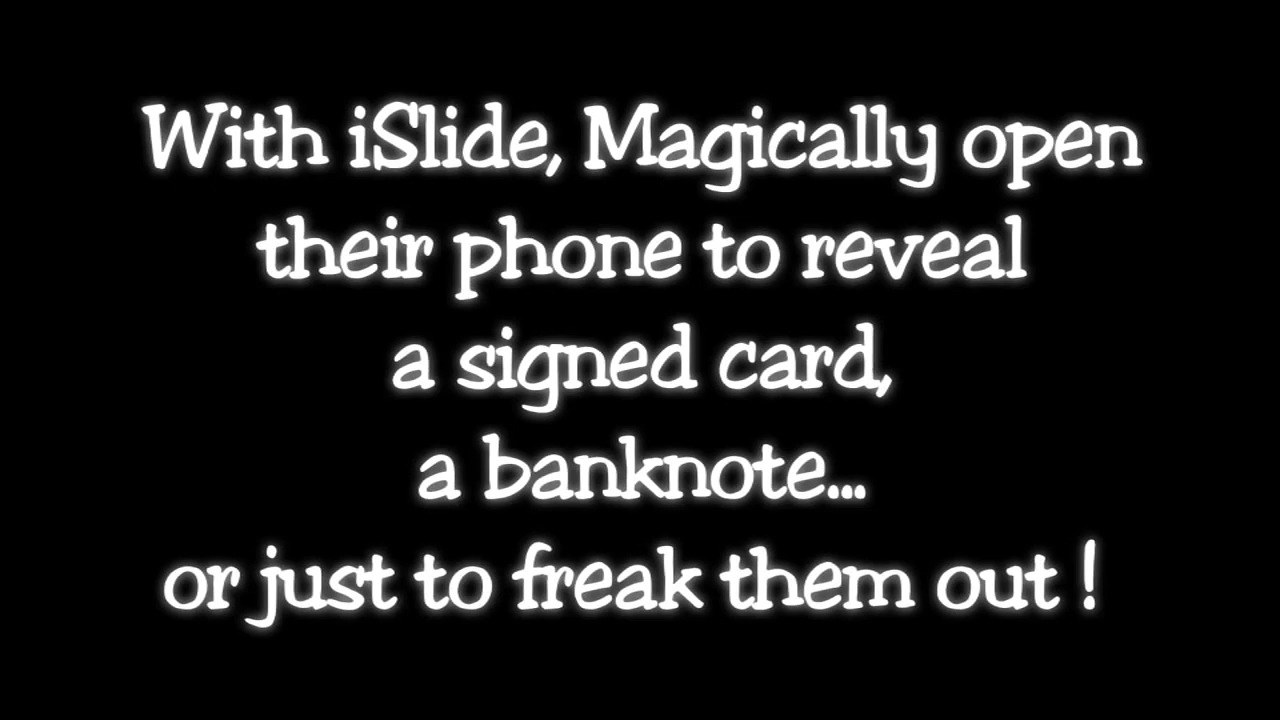 With iSlide, Magically open
their phone to reveal
a signed card,
a banknote...
or just to freak them out !